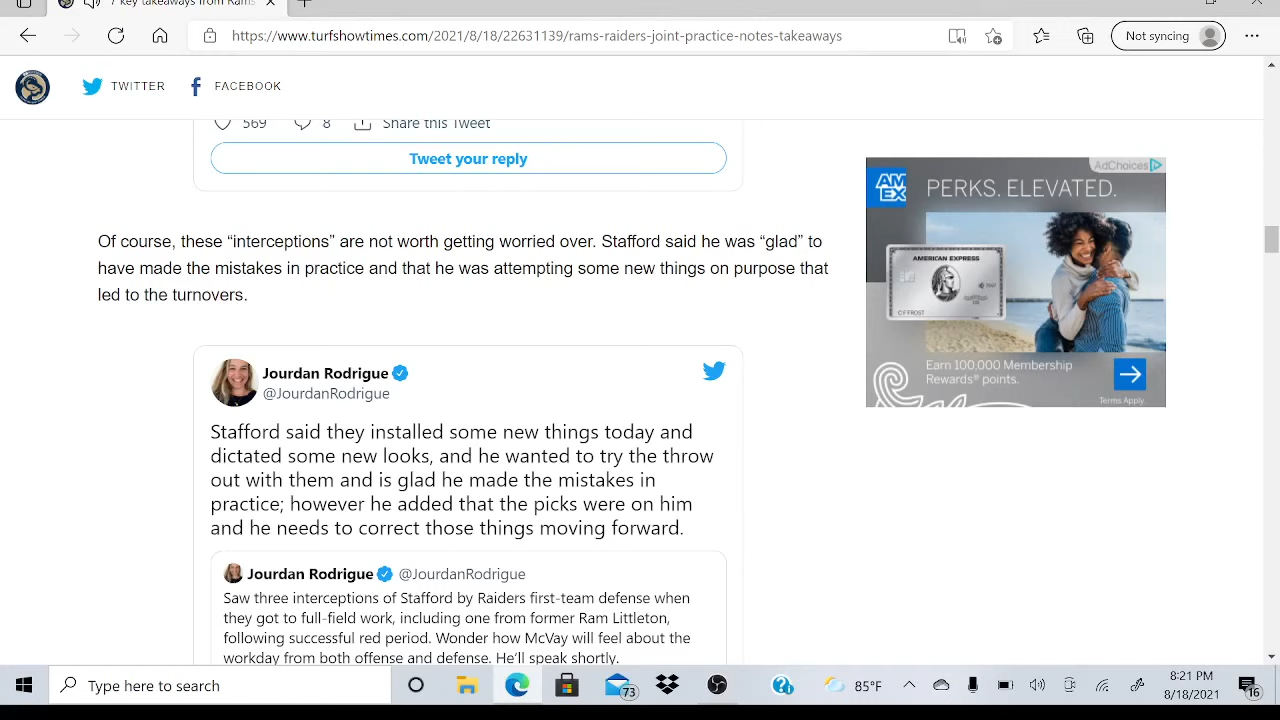 7 key takeaways from Rams
https://www.turfshowtimes.com/2021/8/18/22631139/rams-raiders-joint-practice-notes-takeaways
Not syncing
TWITTER
FACEBOOK
569 8 Share this Tweet
Tweet your reply
Of course, these “interceptions” are not worth getting worried over. Stafford said he was “glad” to
have made the mistakes in practice and that he was attempting some new things on purpose that
led to the turnovers.
Jourdan Rodrigue
@JourdanRodrigue
Stafford said they installed some new things today and
dictated some new looks, and he wanted to try the throw
out with them and is glad he made the mistakes in
practice; however he added that the picks were on him
and he needs to correct those things moving forward.
Jourdan Rodrigue @JourdanRodrigue
Saw three interceptions of Stafford by Raiders first-team defense when
they got to full-field work, including one from former Ram Littleton,
following successful red period. Wonder how McVay will feel about the
workday from both offense and defense. He'll speak shortly.
AdChoices
AM
EX
PERKS. ELEVATED.
AMERICAN EXPRESS
C F FROST
Earn 100,000 Membership
Rewards® points.
Terms Apply.
Type here to search
73
85°F
8:21 PM
8/18/2021
16